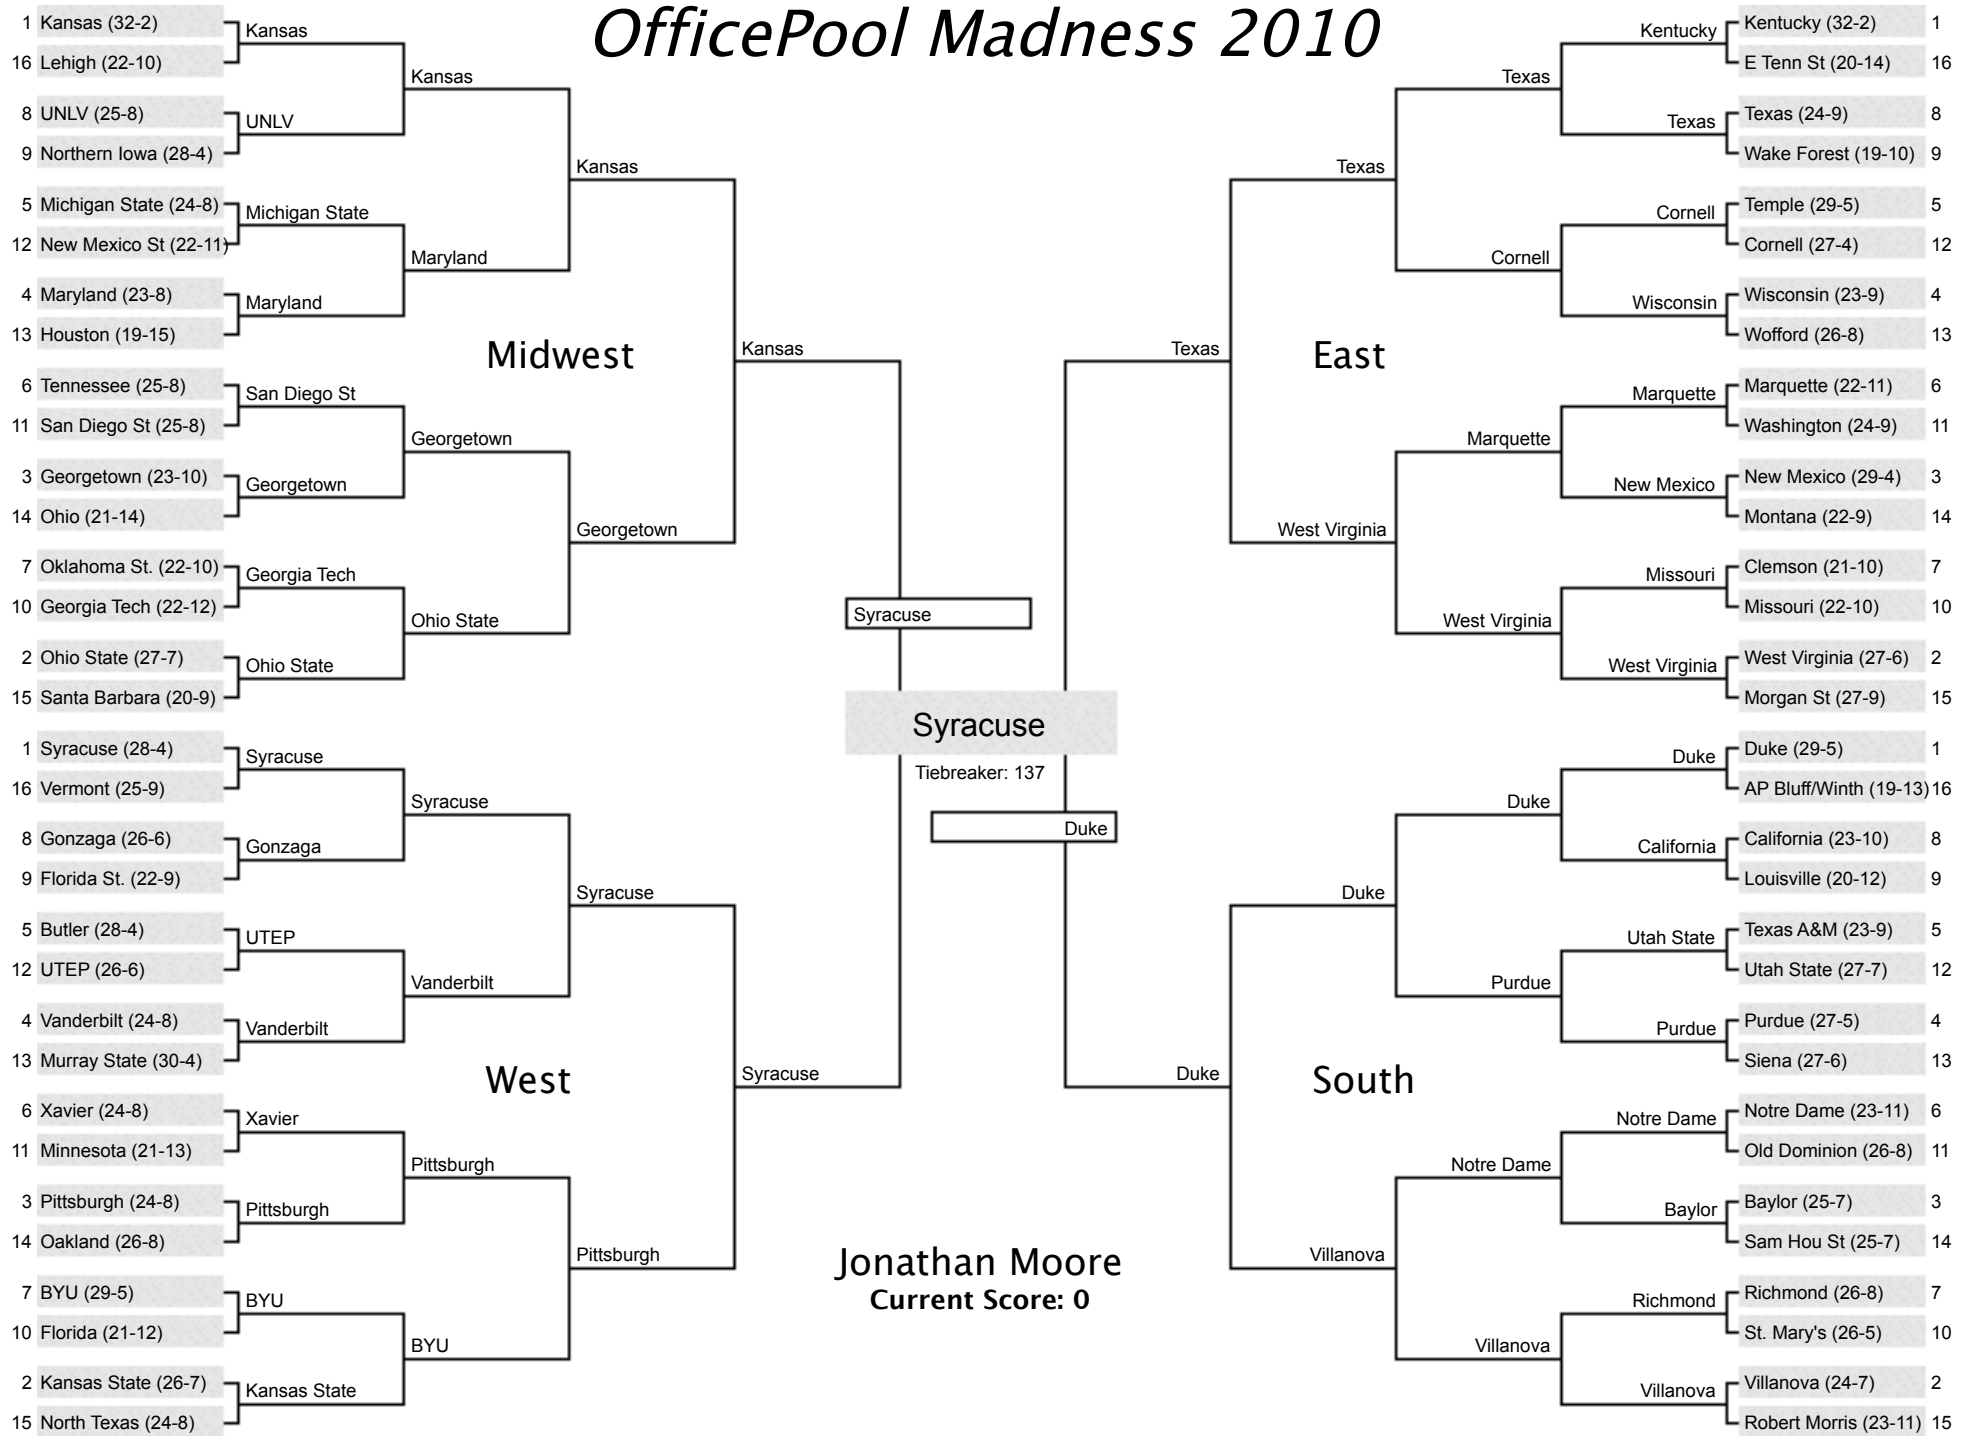 OfficePool Madness 2010
1 Kansas (32-2)
16 Lehigh (22-10)
8 UNLV (25-8)
9 Northern Iowa (28-4)
5 Michigan State (24-8)
12 New Mexico St (22-11)
4 Maryland (23-8)
13 Houston (19-15)
6 Tennessee (25-8)
11 San Diego St (25-8)
3 Georgetown (23-10)
14 Ohio (21-14)
7 Oklahoma St. (22-10)
10 Georgia Tech (22-12)
2 Ohio State (27-7)
15 Santa Barbara (20-9)
Kansas
UNLV
Michigan State
Maryland
San Diego St
Georgetown
Georgia Tech
Ohio State
Kansas
Maryland
Georgetown
Ohio State
Kansas
Georgetown
Midwest
Kansas
1 Syracuse (28-4)
16 Vermont (25-9)
8 Gonzaga (26-6)
9 Florida St. (22-9)
5 Butler (28-4)
12 UTEP (26-6)
4 Vanderbilt (24-8)
13 Murray State (30-4)
6 Xavier (24-8)
11 Minnesota (21-13)
3 Pittsburgh (24-8)
14 Oakland (26-8)
7 BYU (29-5)
10 Florida (21-12)
2 Kansas State (26-7)
15 North Texas (24-8)
Syracuse
Gonzaga
UTEP
Vanderbilt
Xavier
Pittsburgh
BYU
Kansas State
Syracuse
Vanderbilt
Pittsburgh
BYU
Syracuse
Pittsburgh
West
Syracuse
Syracuse
Syracuse
Tiebreaker: 137
Duke
Jonathan Moore
Current Score: 0
Kentucky (32-2) 1
E Tenn St (20-14) 16
Texas (24-9) 8
Wake Forest (19-10) 9
Temple (29-5) 5
Cornell (27-4) 12
Wisconsin (23-9) 4
Wofford (26-8) 13
Marquette (22-11) 6
Washington (24-9) 11
New Mexico (29-4) 3
Montana (22-9) 14
Clemson (21-10) 7
Missouri (22-10) 10
West Virginia (27-6) 2
Morgan St (27-9) 15
Kentucky
Texas
Cornell
Wisconsin
Marquette
New Mexico
Missouri
West Virginia
Texas
Cornell
Marquette
West Virginia
Texas
West Virginia
East
Texas
Duke (29-5) 1
AP Bluff/Winth (19-13) 16
California (23-10) 8
Louisville (20-12) 9
Texas A&M (23-9) 5
Utah State (27-7) 12
Purdue (27-5) 4
Siena (27-6) 13
Notre Dame (23-11) 6
Old Dominion (26-8) 11
Baylor (25-7) 3
Sam Hou St (25-7) 14
Richmond (26-8) 7
St. Mary's (26-5) 10
Villanova (24-7) 2
Robert Morris (23-11) 15
Duke
California
Utah State
Purdue
Notre Dame
Baylor
Richmond
Villanova
Duke
Purdue
Notre Dame
Villanova
Duke
Villanova
South
Duke